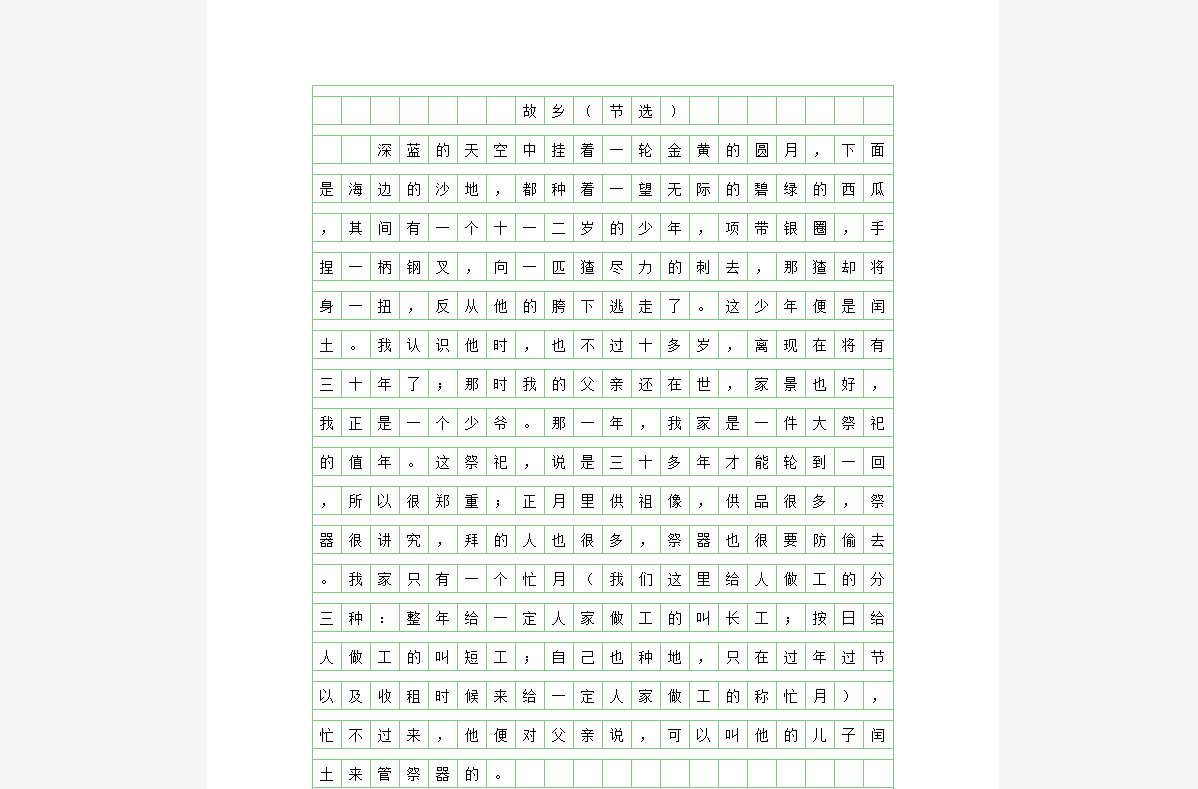 故乡（节选）
深蓝的天空中挂着一轮金黄的圆月，下面
是海边的沙地，都种着一望无际的碧绿的西瓜
，其间有一个十一二岁的少年，项带银圈，手
捏一柄钢叉，向一匹猹尽力的刺去，那猹却将
身一扭，反从他的胯下逃走了。这少年便是闰
土。我认识他时，也不过十多岁，离现在将有
三十年了；那时我的父亲还在世，家景也好，
我正是一个少爷。那一年，我家是一件大祭祀
的值年。这祭祀，说是三十多年才能轮到一回
，所以很郑重；正月里供祖像，供品很多，祭
器很讲究，拜的人也很多，祭器也很要防偷去
。我家只有一个忙月（我们这里给人做工的分
三种：整年给一定人家做工的叫长工；按日给
人做工的叫短工；自己也种地，只在过年过节
以及收租时候来给一定人家做工的称忙月），
忙不过来，他便对父亲说，可以叫他的儿子闰
土来管祭器的。